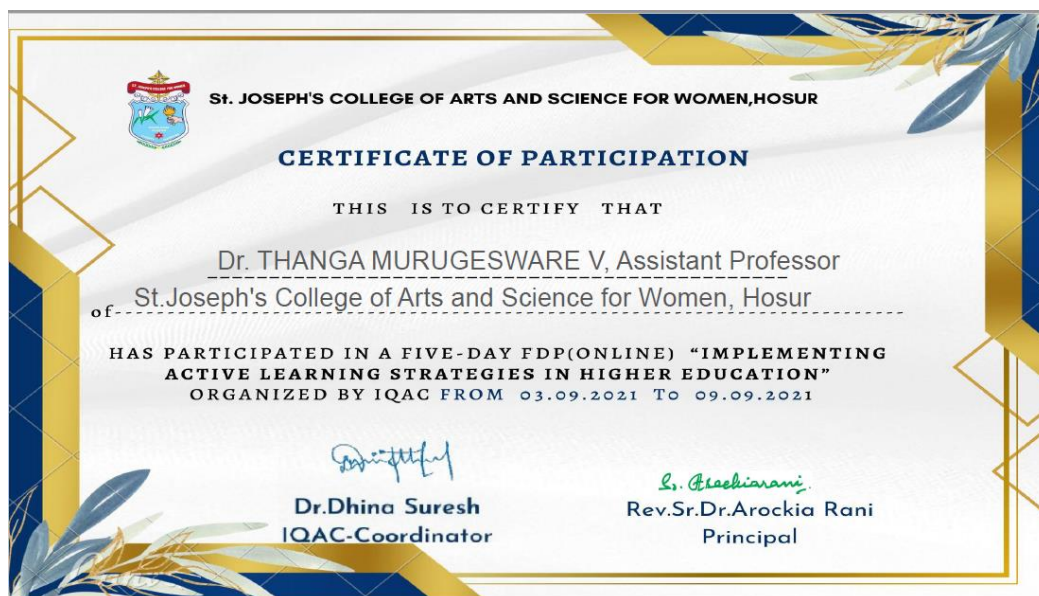 St. JOSEPH'S COLLEGE OF ARTS AND SCIENCE FOR WOMEN,HOSUR
CERTIFICATE OF PARTICIPATION
THIS IS TO CERTIFY THAT
Dr. THANGA MURUGESWARE V, Assistant Professor
of St.Joseph's College of Arts and Science for Women, Hosur
HAS PARTICIPATED IN A FIVE-DAY FDP(ONLINE) “IMPLEMENTING
ACTIVE LEARNING STRATEGIES IN HIGHER EDUCATION”
ORGANIZED BY IQAC FROM 03.09.2021 To 09.09.2021
Dr.Dhina Suresh
IQAC-Coordinator
Rev.Sr.Dr.Arockia Rani
Principal